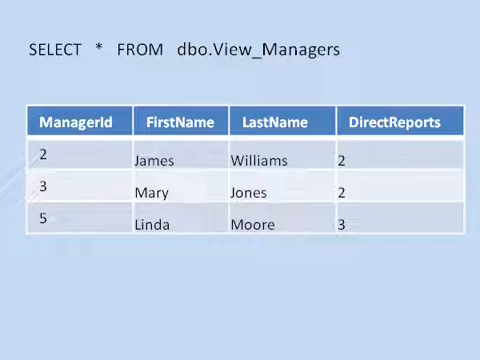 SELECT * FROM dbo.View_Managers
ManagerId FirstName LastName DirectReports
2 James Williams 2
3 Mary Jones 2
5 Linda Moore 3